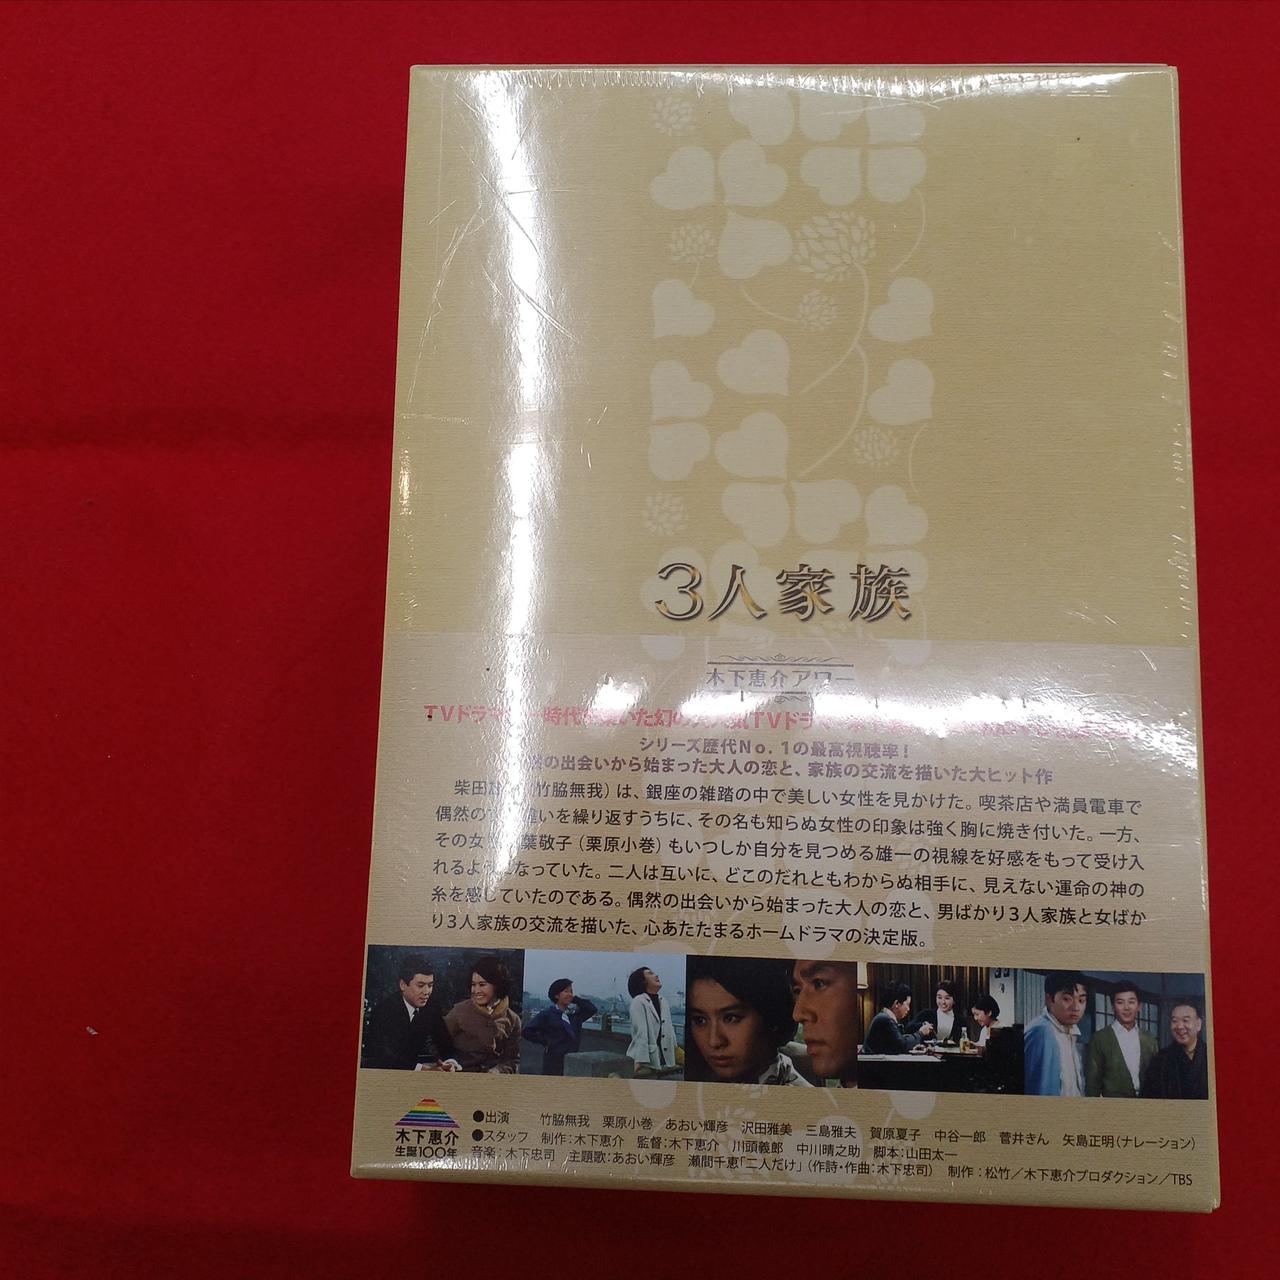 3人家族
木下恵介アワー
TVドラマ 時代 いた幻の TVドラマ
シリーズ歴代No.1の最高視聴率!
の出会いから始まった大人の恋と、家族の交流を描いた大ヒット作
柴田 (竹脇無我)は、銀座の雑踏の中で美しい女性を見かけた。喫茶店や満員電車で
偶然の 違いを繰り返すうちに、その名も知らぬ女性の印象は強く胸に焼き付いた。一方、
その女 葉敬子(栗原小巻)もいつしか自分を見つめる雄一の視線を好感をもって受け入
れるようになっていた。二人は互いに、どこのだれともわからぬ相手に、見えない運命の神の
糸を感じていたのである。偶然の出会いから始まった大人の恋と、男ばかり3人家族と女ばか
り3人家族の交流を描いた、心あたたまるホームドラマの決定版。
木下恵介
生誕100年
●出演 竹脇無我 栗原小巻 あおい輝彦 沢田雅美 三島雅夫 賀原夏子 中谷一郎 菅井きん 矢島正明(ナレーション)
●スタッフ 制作:木下恵介 監督:木下恵介 川頭義郎 中川晴之助 脚本:山田太一
音楽:木下忠司 主題歌:あおい輝彦 瀬間千恵「二人だけ」(作詩・作曲:木下忠司) 制作:松竹/木下恵介プロダクション/TBS